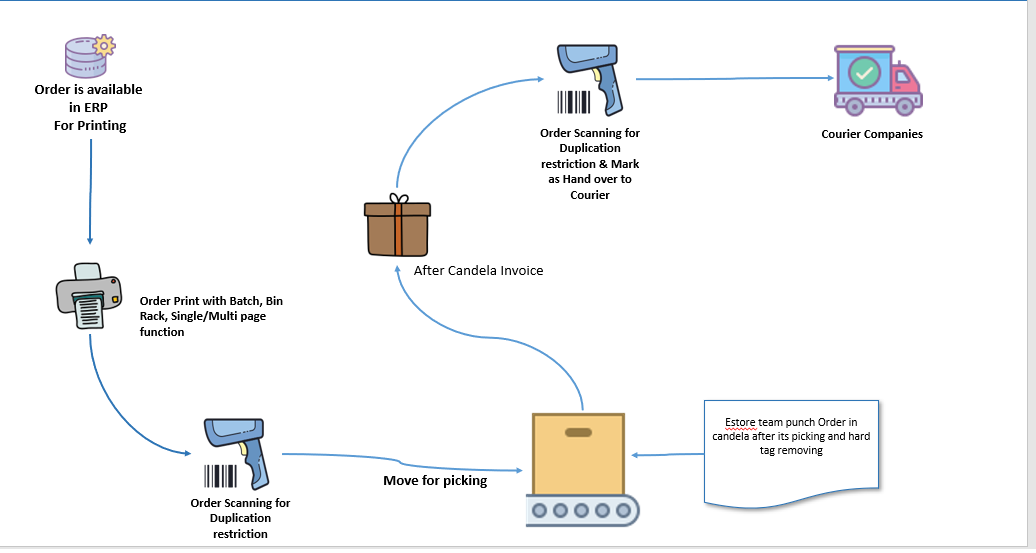 Order is available
in ERP
For Printing
Order Print with Batch, Bin
Rack, Single/Multi page
function
Order Scanning for
Duplication
restriction
Move for picking
Estore team punch Order in
candela after its picking and hard
tag removing
After Candela Invoice
Order Scanning for
Duplication
restriction & Mark
as Hand over to
Courier
Courier Companies